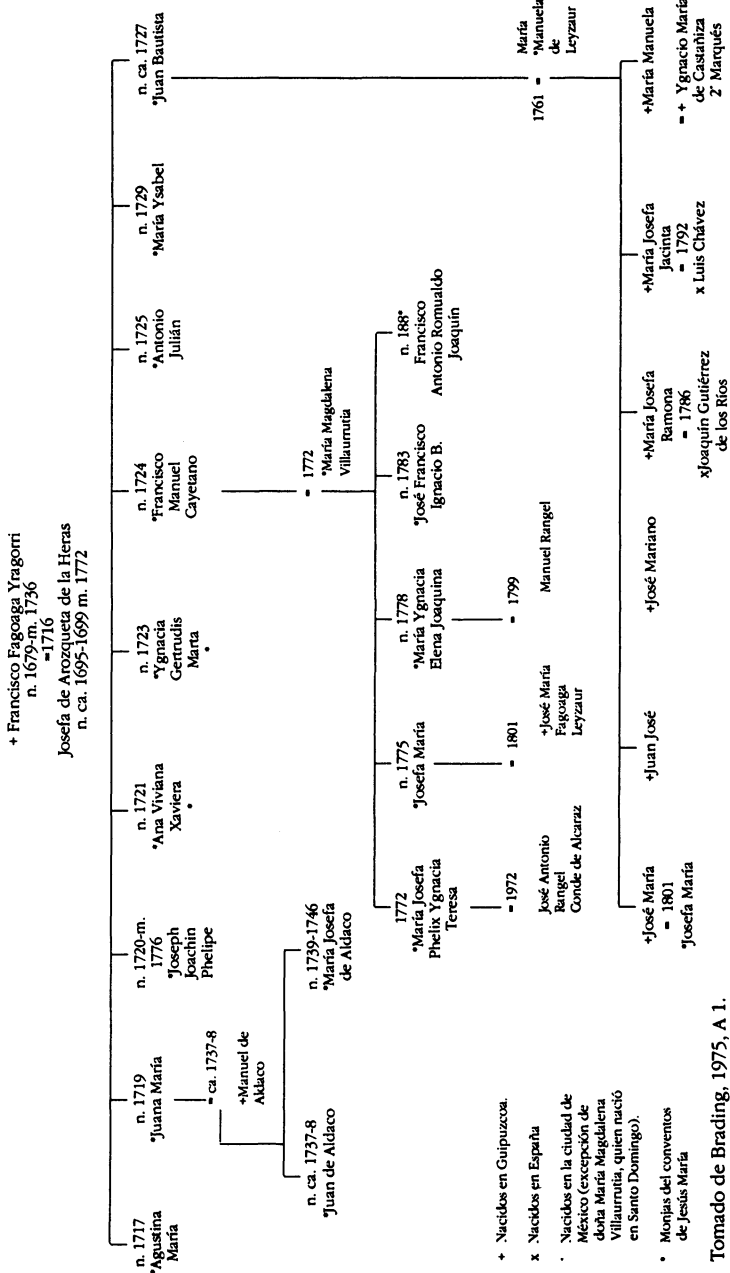 + Francisco Fagoaga Yragorri
n. 1679-m. 1736
=1716
Josefa de Arozqueta de la Heras
n. ca. 1695-1699 m. 1772
n. 1717
*Agustina
María
n. 1719
*Juana María
= ca. 1737-8
+Manuel de
Aldaco
n. ca. 1737-8
*Juan de Aldaco
n. 1739-1746
*María Josefa
de Aldaco
n. 1720-m.
1776
*Joseph
Joachin
Phelipe
n. 1721
*Ana Viviana
Xaviera
•
n. 1723
*Ygnacia
Gertrudis
Marta
•
n. 1724
*Francisco
Manuel
Cayetano
= 1772
*María Magdalena
Villaurrutia
1772
*María Josefa
Phelix Ygnacia
Teresa
= 1972
José Antonio
Rangel
Conde de Alcaraz
n. 1775
*Josefa María
= 1801
+José María
Fagoaga
Leyzaur
n. 1778
*María Ygnacia
Elena Joaquina
= 1799
Manuel Rangel
n. 1783
*José Francisco
Ignacio B.
n. 188*
Francisco
Antonio Romualdo
Joaquín
n. 1725
*Antonio
Julián
n. 1729
*María Ysabel
n. ca. 1727
*Juan Bautista
1761 =
María
*Manuela
de
Leyzaur
+José María
= 1801
*Josefa María
+Juan José
+José Mariano
+María Josefa
Ramona
= 1786
xJoaquín Gutiérrez
de los Ríos
+María Josefa
Jacinta
= 1792
x Luis Chávez
+María Manuela
= + Ygnacio María
de Castañiza
2º Marqués
+ Nacidos en Guipuzcoa.
x Nacidos en España
· Nacidos en la ciudad de
México (excepción de
doña María Magdalena
Villaurrutia, quien nació
en Santo Domingo).
• Monjas del conventos
de Jesús María
Tomado de Brading, 1975, A 1.